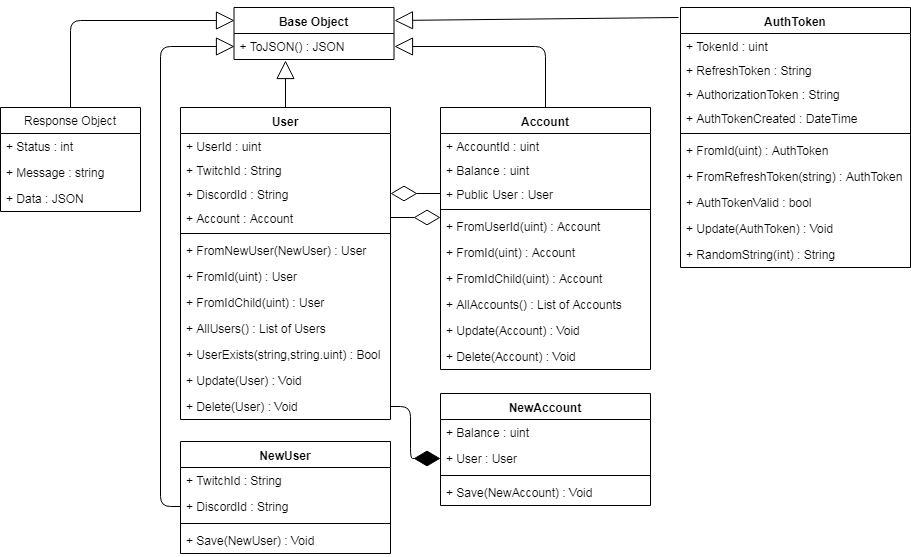 Base Object
+ ToJSON() : JSON
AuthToken
+ TokenId : uint
+ RefreshToken : String
+ AuthorizationToken : String
+ AuthTokenCreated : DateTime
+ FromId(uint) : AuthToken
+ FromRefreshToken(string) : AuthToken
+ AuthTokenValid : bool
+ Update(AuthToken) : Void
+ RandomString(int) : String
Response Object
+ Status : int
+ Message : string
+ Data : JSON
User
+ UserId : uint
+ TwitchId : String
+ DiscordId : String
+ Account : Account
+ FromNewUser(NewUser) : User
+ FromId(uint) : User
+ FromIdChild(uint) : User
+ AllUsers() : List of Users
+ UserExists(string,string.uint) : Bool
+ Update(User) : Void
+ Delete(User) : Void
Account
+ AccountId : uint
+ Balance : uint
+ Public User : User
+ FromUserId(uint) : Account
+ FromId(uint) : Account
+ FromIdChild(uint) : Account
+ AllAccounts() : List of Accounts
+ Update(Account) : Void
+ Delete(Account) : Void
NewAccount
+ Balance : uint
+ User : User
+ Save(NewAccount) : Void
NewUser
+ TwitchId : String
+ DiscordId : String
+ Save(NewUser) : Void